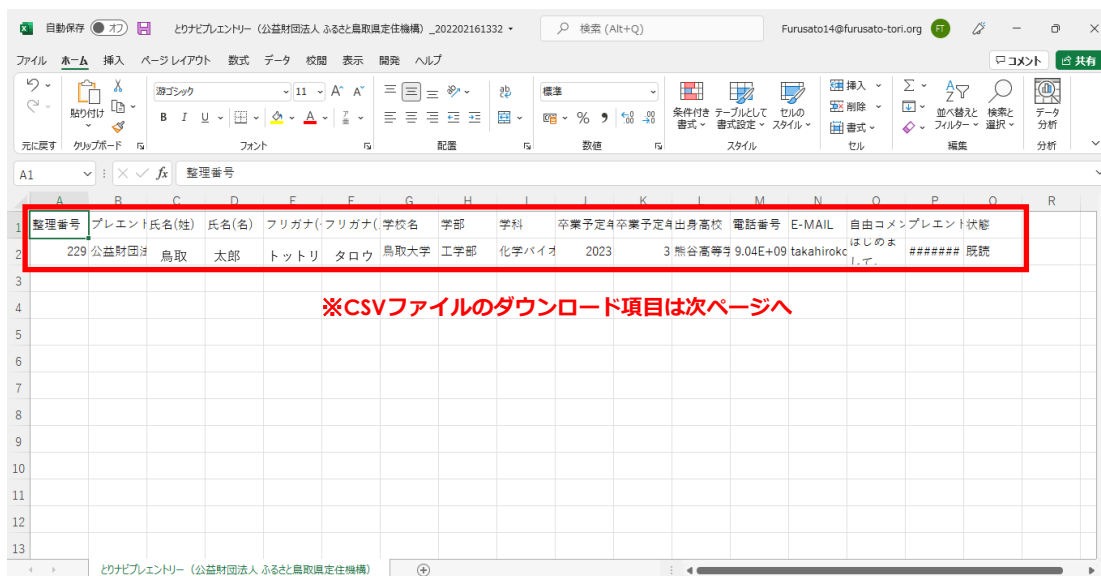 自動保存 オフ とりナビプレエントリー（公益財団法人 ふるさと鳥取県定住機構）_202202161332 検索 (Alt+Q) Furusato14@furusato-tori.org FT
ファイル ホーム 挿入 ページ レイアウト 数式 データ 校閲 表示 開発 ヘルプ コメント 共有
貼り付け 游ゴシック 11 A A 標準 条件付き書式 テーブルとして書式設定 セルのスタイル 挿入 削除 書式 並べ替えとフィルター 検索と選択 データ分析
B I U
元に戻す クリップボード フォント 配置 数値 スタイル セル 編集 分析
A1 fx 整理番号
A B C D E F G H I J K L M N O P Q R
1 整理番号 プレエント 氏名(姓) 氏名(名) フリガナ( フリガナ(. 学校名 学部 学科 卒業予定年 卒業予定年 出身高校 電話番号 E-MAIL 自由コメン プレエント 状態
2 229 公益財団法 鳥取 太郎 トットリ タロウ 鳥取大学 工学部 化学バイオ 2023 3 熊谷高等学 9.04E+09 takahiroko はじめまして、 ####### 既読
3
4 ※CSVファイルのダウンロード項目は次ページへ
5
6
7
8
9
10
11
12
13
とりナビプレエントリー（公益財団法人 ふるさと鳥取県定住機構）